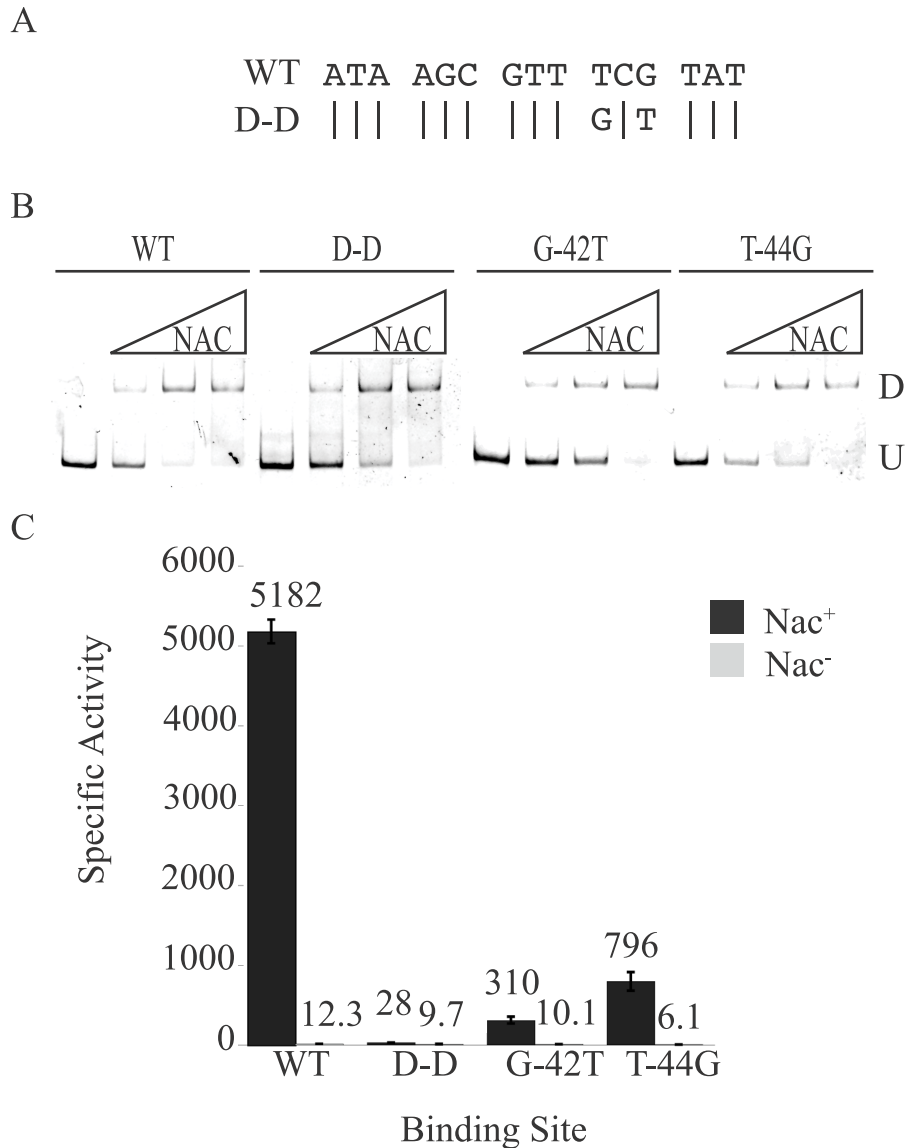 A
WT ATA AGC GTT TCG TAT
D-D ||| ||| ||| G|T |||
B
WT D-D G-42T T-44G
NAC NAC NAC NAC
D
U
C
6000
5182
5000
4000
3000
2000
1000
0
12.3 28 9.7 310 10.1 796 6.1
Nac⁺
Nac⁻
Specific Activity
WT D-D G-42T T-44G
Binding Site